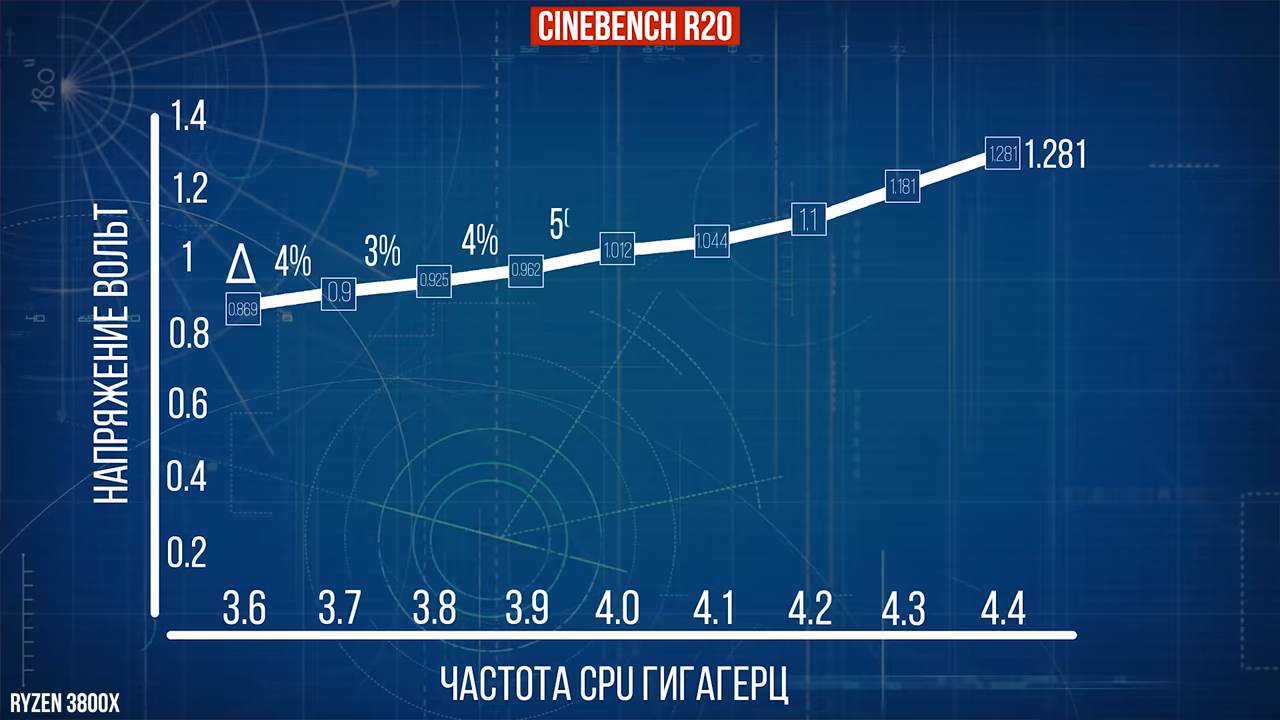 CINEBENCH R20
180°
1.4
1.2
1
0.8
0.6
0.4
0.2
НАПРЯЖЕНИЕ ВОЛЬТ
Δ 4% 3% 4% 5
0.869 0.9 0.925 0.962 1.012 1.044 1.1 1.181 1.281 1.281
3.6 3.7 3.8 3.9 4.0 4.1 4.2 4.3 4.4
ЧАСТОТА CPU ГИГАГЕРЦ
RYZEN 3800X